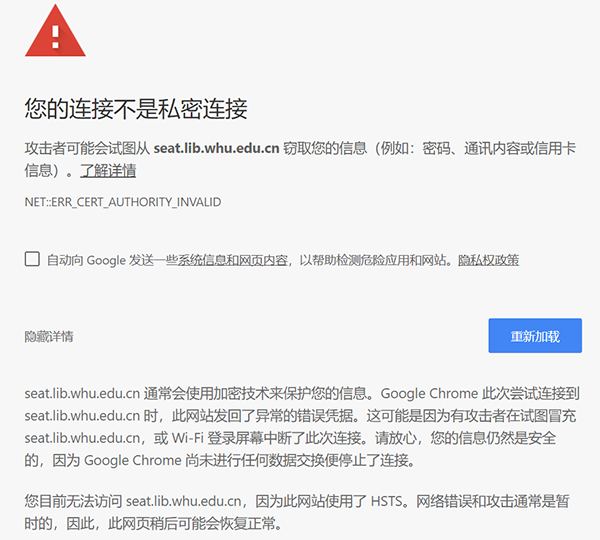 您的连接不是私密连接
攻击者可能会试图从 seat.lib.whu.edu.cn 窃取您的信息（例如：密码、通讯内容或信用卡
信息）。了解详情
NET::ERR_CERT_AUTHORITY_INVALID
自动向 Google 发送一些系统信息和网页内容，以帮助检测危险应用和网站。隐私权政策
隐藏详情
重新加载
seat.lib.whu.edu.cn 通常会使用加密技术来保护您的信息。Google Chrome 此次尝试连接到
seat.lib.whu.edu.cn 时，此网站发回了异常的错误凭据。这可能是因为有攻击者在试图冒充
seat.lib.whu.edu.cn，或 Wi-Fi 登录屏幕中断了此次连接。请放心，您的信息仍然是安全
的，因为 Google Chrome 尚未进行任何数据交换便停止了连接。
您目前无法访问 seat.lib.whu.edu.cn，因为此网站使用了 HSTS。网络错误和攻击通常是暂
时的，因此，此网页稍后可能会恢复正常。